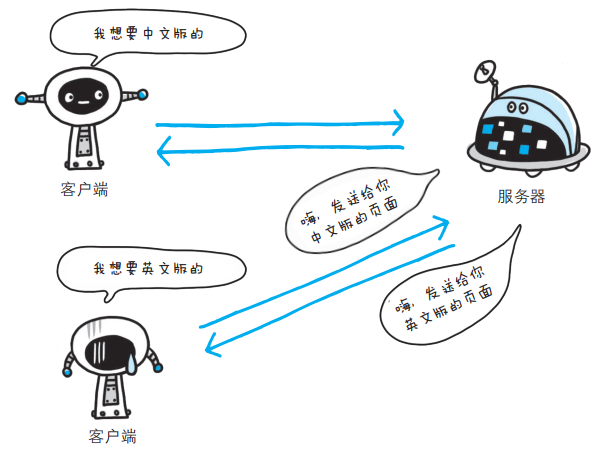 我想要中文版的
客户端
服务器
嗨，发送给你
中文版的页面
我想要英文版的
嗨，发送给你
英文版的页面
客户端